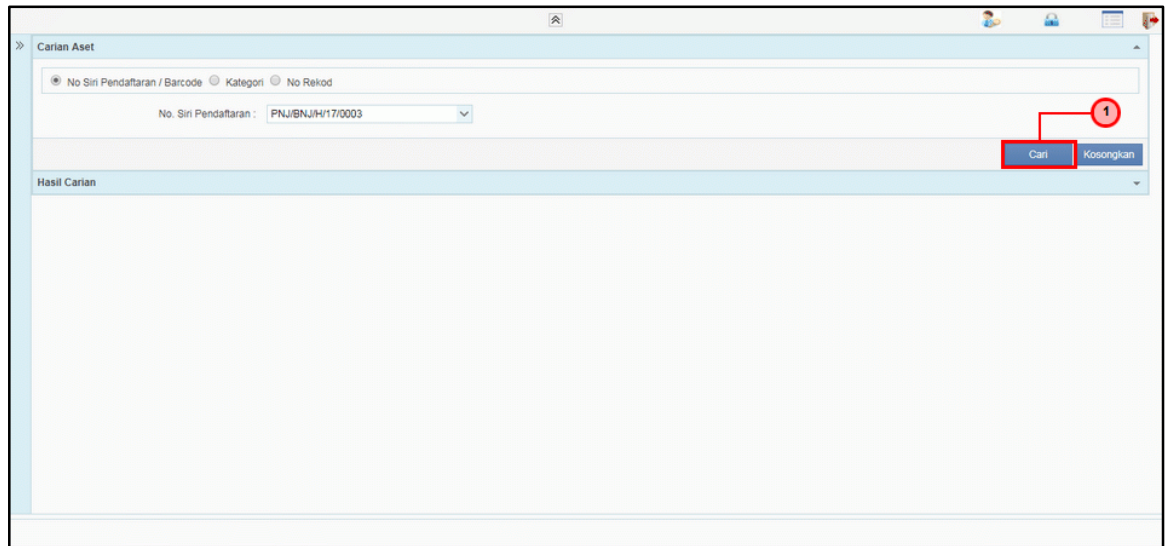 Carian Aset
No Siri Pendaftaran / Barcode Kategori No Rekod
No. Siri Pendaftaran : PNJ/BNJ/H/17/0003
1
Cari Kosongkan
Hasil Carian